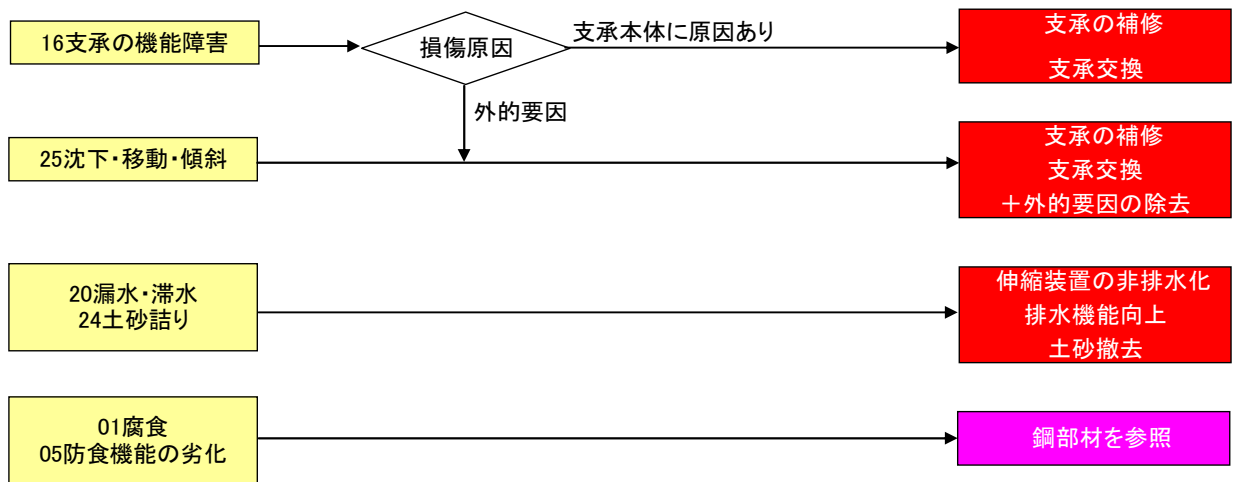 16支承の機能障害
損傷原因
支承本体に原因あり
支承の補修
支承交換
外的要因
25沈下・移動・傾斜
支承の補修
支承交換
＋外的要因の除去
20漏水・滞水
24土砂詰り
伸縮装置の非排水化
排水機能向上
土砂撤去
01腐食
05防食機能の劣化
鋼部材を参照